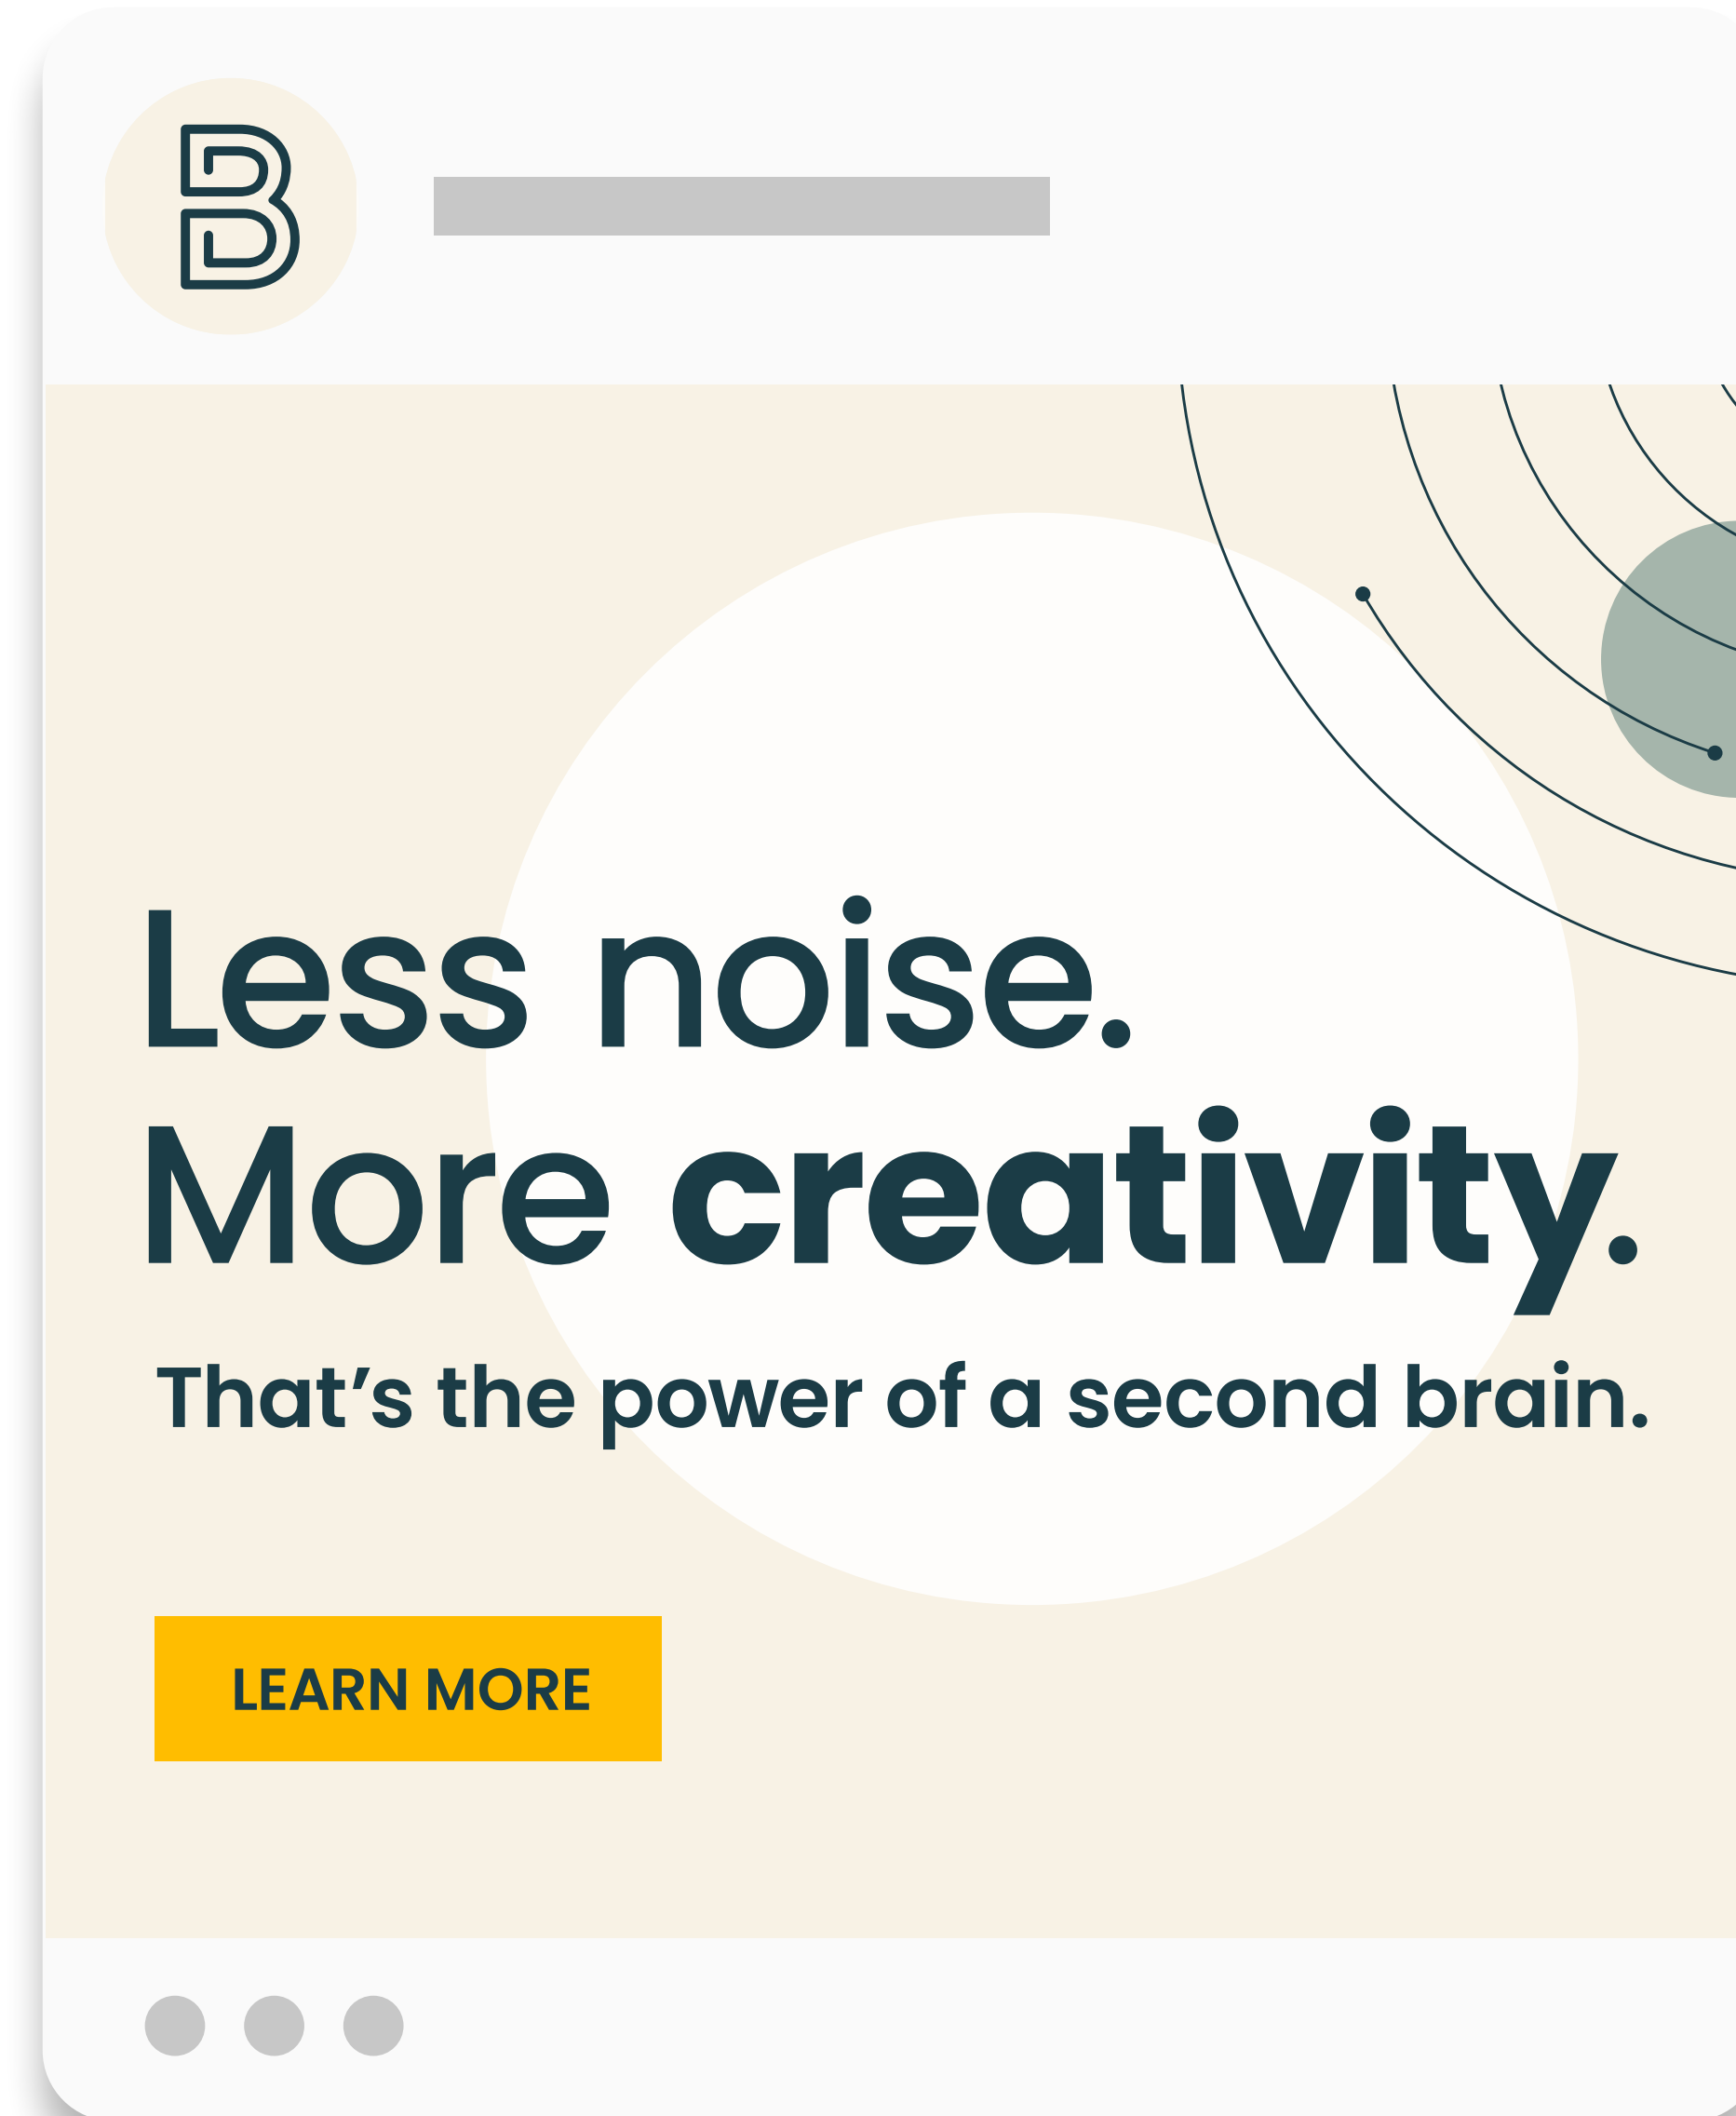 B
Less noise.
More creativity.
That’s the power of a second brain.
LEARN MORE